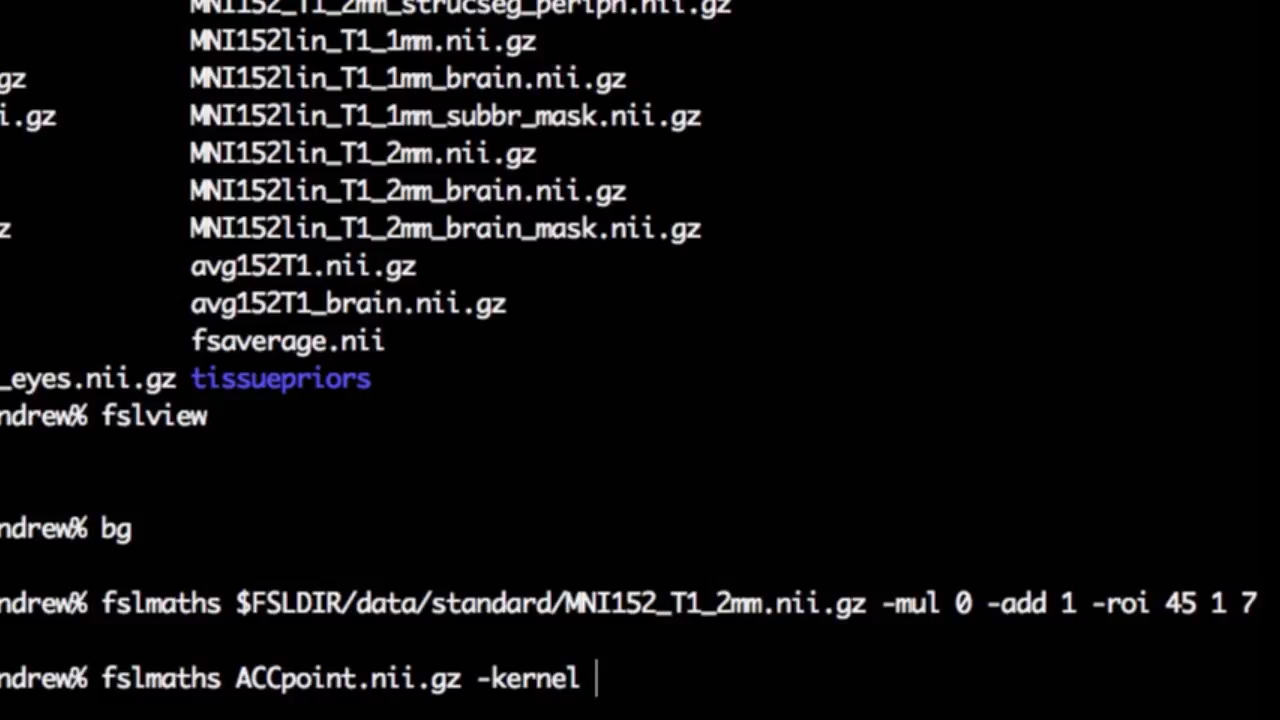 MNI152_T1_2mm_strucseg_periph.nii.gz
MNI152lin_T1_1mm.nii.gz
gz MNI152lin_T1_1mm_brain.nii.gz
i.gz MNI152lin_T1_1mm_subbr_mask.nii.gz
MNI152lin_T1_2mm.nii.gz
MNI152lin_T1_2mm_brain.nii.gz
z MNI152lin_T1_2mm_brain_mask.nii.gz
avg152T1.nii.gz
avg152T1_brain.nii.gz
fsaverage.nii
_eyes.nii.gz tissuepriors
ndrew% fslview
ndrew% bg
ndrew% fslmaths $FSLDIR/data/standard/MNI152_T1_2mm.nii.gz -mul 0 -add 1 -roi 45 1 7
ndrew% fslmaths ACCpoint.nii.gz -kernel